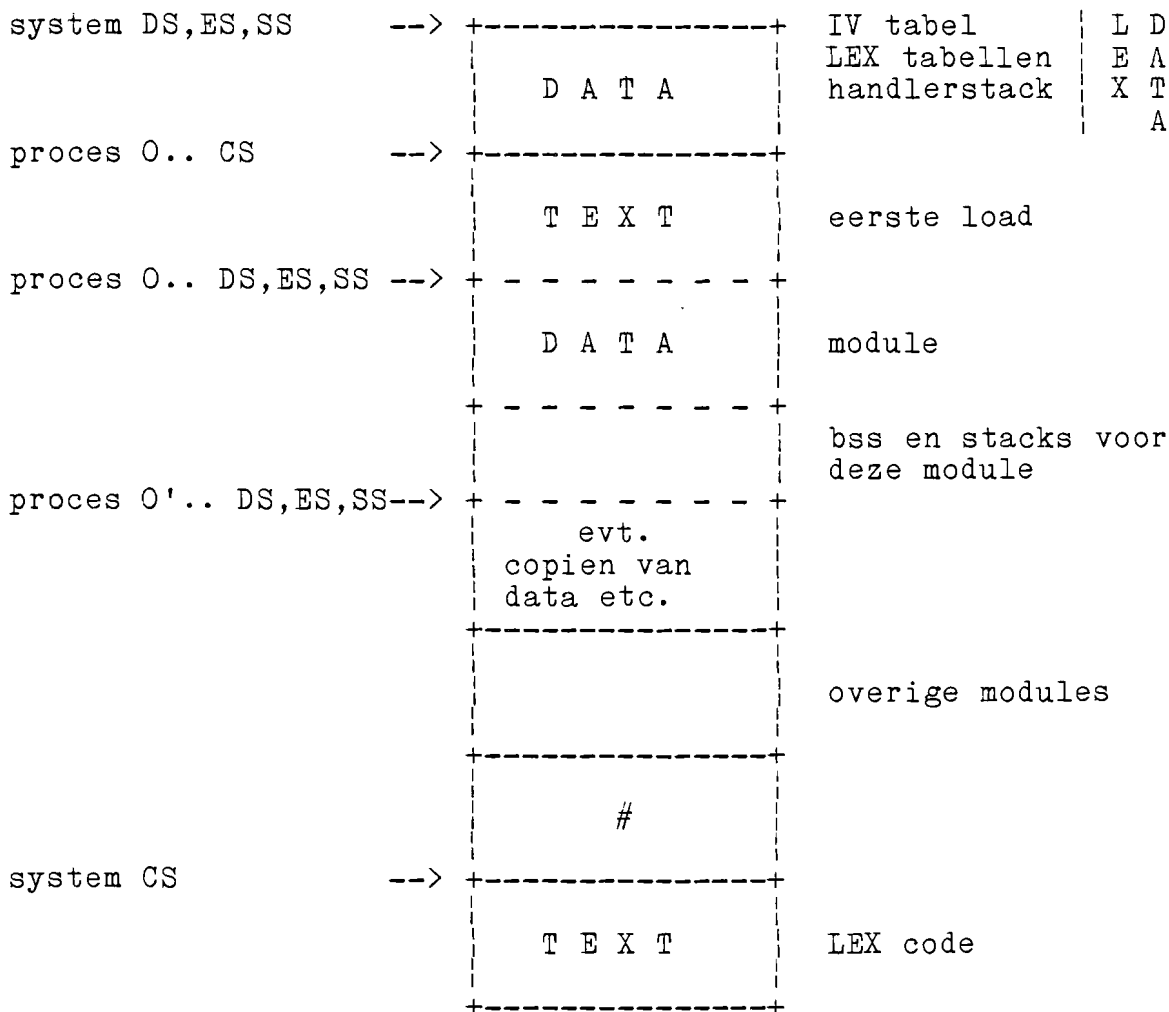 system DS,ES,SS --> +---------------+ IV tabel | L D
LEX tabellen | E A
D A T A handlerstack | X T
| A
proces 0.. CS --> +---------------+
T E X T eerste load
proces 0.. DS,ES,SS --> + - - - - - - - +
D A T A module
+ - - - - - - - +
bss en stacks voor
deze module
proces 0'.. DS,ES,SS--> + - - - - - - - +
evt.
copien van
data etc.
+---------------+
overige modules
+---------------+
#
system CS --> +---------------+
T E X T LEX code
+---------------+